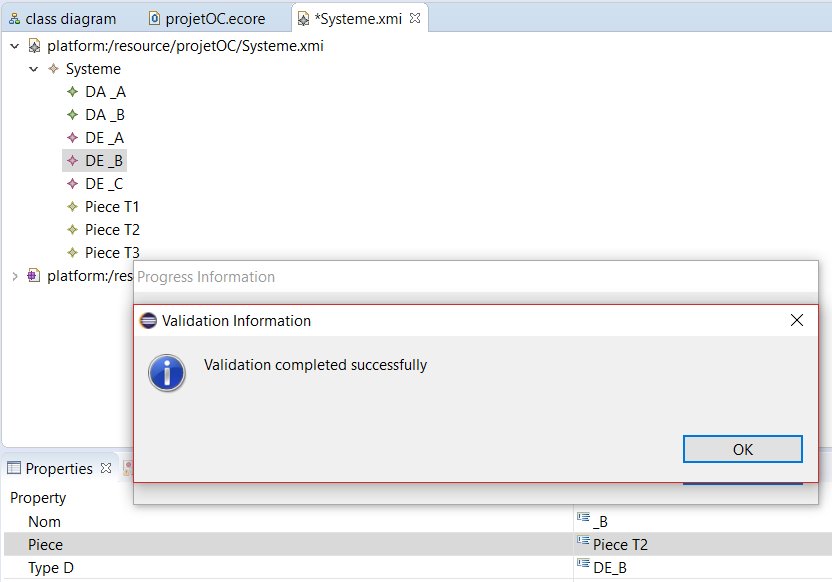 class diagram projetOC.ecore *Systeme.xmi
platform:/resource/projetOC/Systeme.xmi
Systeme
DA _A
DA _B
DE _A
DE _B
DE _C
Piece T1
Piece T2
Piece T3
platform:/res
Progress Information
Validation Information
Validation completed successfully
OK
Properties
Property
Nom _B
Piece Piece T2
Type D DE_B